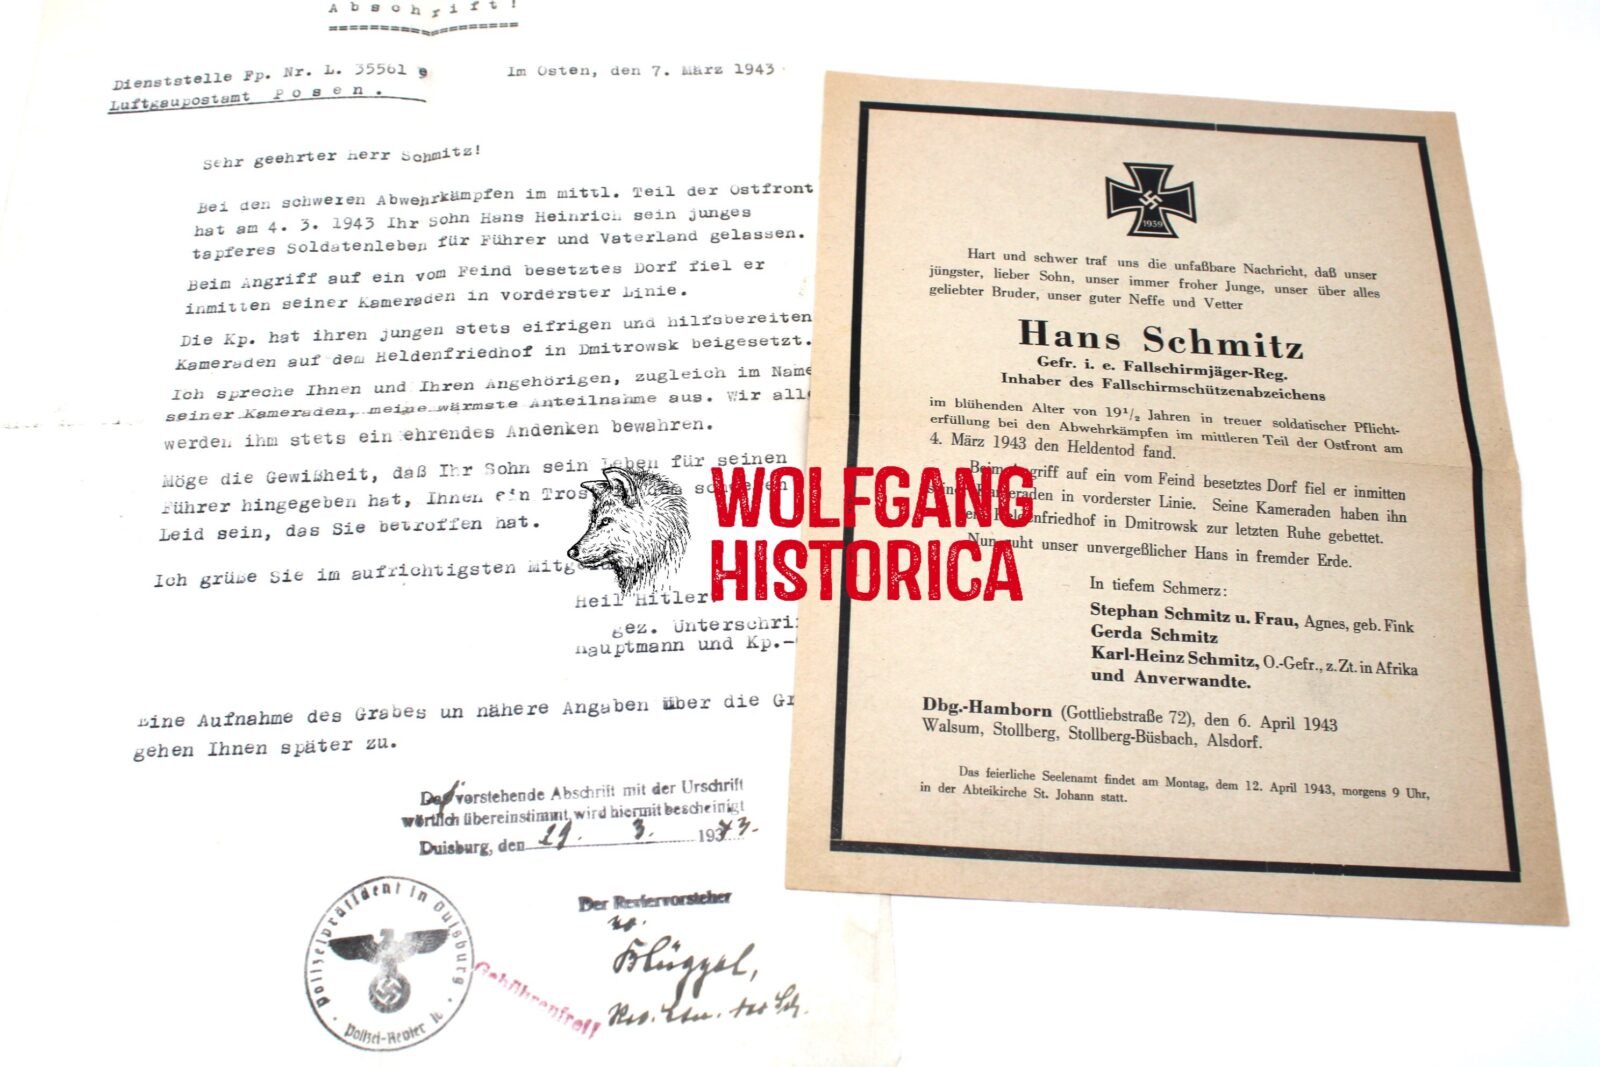 Abschrift!
Dienststelle Fp. Nr. L. 35561 e
Luftgaupostamt Posen.
Im Osten, den 7. März 1943
Sehr geehrter Herr Schmitz!
Bei den schweren Abwehrkämpfen im mittl. Teil der Ostfront
hat am 4. 3. 1943 Ihr Sohn Hans Heinrich sein junges
tapferes Soldatenleben für Führer und Vaterland gelassen.
Beim Angriff auf ein vom Feind besetztes Dorf fiel er
inmitten seiner Kameraden in vorderster Linie.
Die Kp. hat ihren jungen stets eifrigen und hilfsbereiten
Kameraden auf dem Heldenfriedhof in Dmitrowsk beigesetzt.
Ich spreche Ihnen und Ihren Angehörigen, zugleich im Name
seiner Kameraden, meine wärmste Anteilnahme aus. Wir alle
werden ihm stets ein ehrendes Andenken bewahren.
Möge die Gewißheit, daß Ihr Sohn sein Leben für seinen
Führer hingegeben hat, Ihnen ein Tros
Leid sein, das Sie betroffen hat.
Ich grüße Sie im aufrichtigsten
Heil Hitler
gez. Unterschri
Hauptmann und Kp.-
Eine Aufnahme des Grabes un nähere Angaben über die Gr
gehen Ihnen später zu.
vorstehende Abschrift mit der Urschrift
wörtlich übereinstimmt, wird hiermit bescheinigt
Duisburg, den 29. 3. 1943.
Der Reviervorsteher
Polizeipräsident in Duisburg
Polizei-Revier
Gebührenfrei!
WOLFGANG
HISTORICA
1939
Hart und schwer traf uns die unfaßbare Nachricht, daß unser
jüngster, lieber Sohn, unser immer froher Junge, unser über alles
geliebter Bruder, unser guter Neffe und Vetter
Hans Schmitz
Gefr. i. e. Fallschirmjäger-Reg.
Inhaber des Fallschirmschützenabzeichens
im blühenden Alter von 19½ Jahren in treuer soldatischer Pflicht-
erfüllung bei den Abwehrkämpfen im mittleren Teil der Ostfront am
4. März 1943 den Heldentod fand.
Beim Angriff auf ein vom Feind besetztes Dorf fiel er inmitten
seiner Kameraden in vorderster Linie. Seine Kameraden haben ihn
Heldenfriedhof in Dmitrowsk zur letzten Ruhe gebettet.
Nun ruht unser unvergeßlicher Hans in fremder Erde.
In tiefem Schmerz:
Stephan Schmitz u. Frau, Agnes, geb. Fink
Gerda Schmitz
Karl-Heinz Schmitz, O.-Gefr., z. Zt. in Afrika
und Anverwandte.
Dbg.-Hamborn (Gottliebstraße 72), den 6. April 1943
Walsum, Stollberg, Stollberg-Büsbach, Alsdorf.
Das feierliche Seelenamt findet am Montag, dem 12. April 1943, morgens 9 Uhr,
in der Abteikirche St. Johann statt.